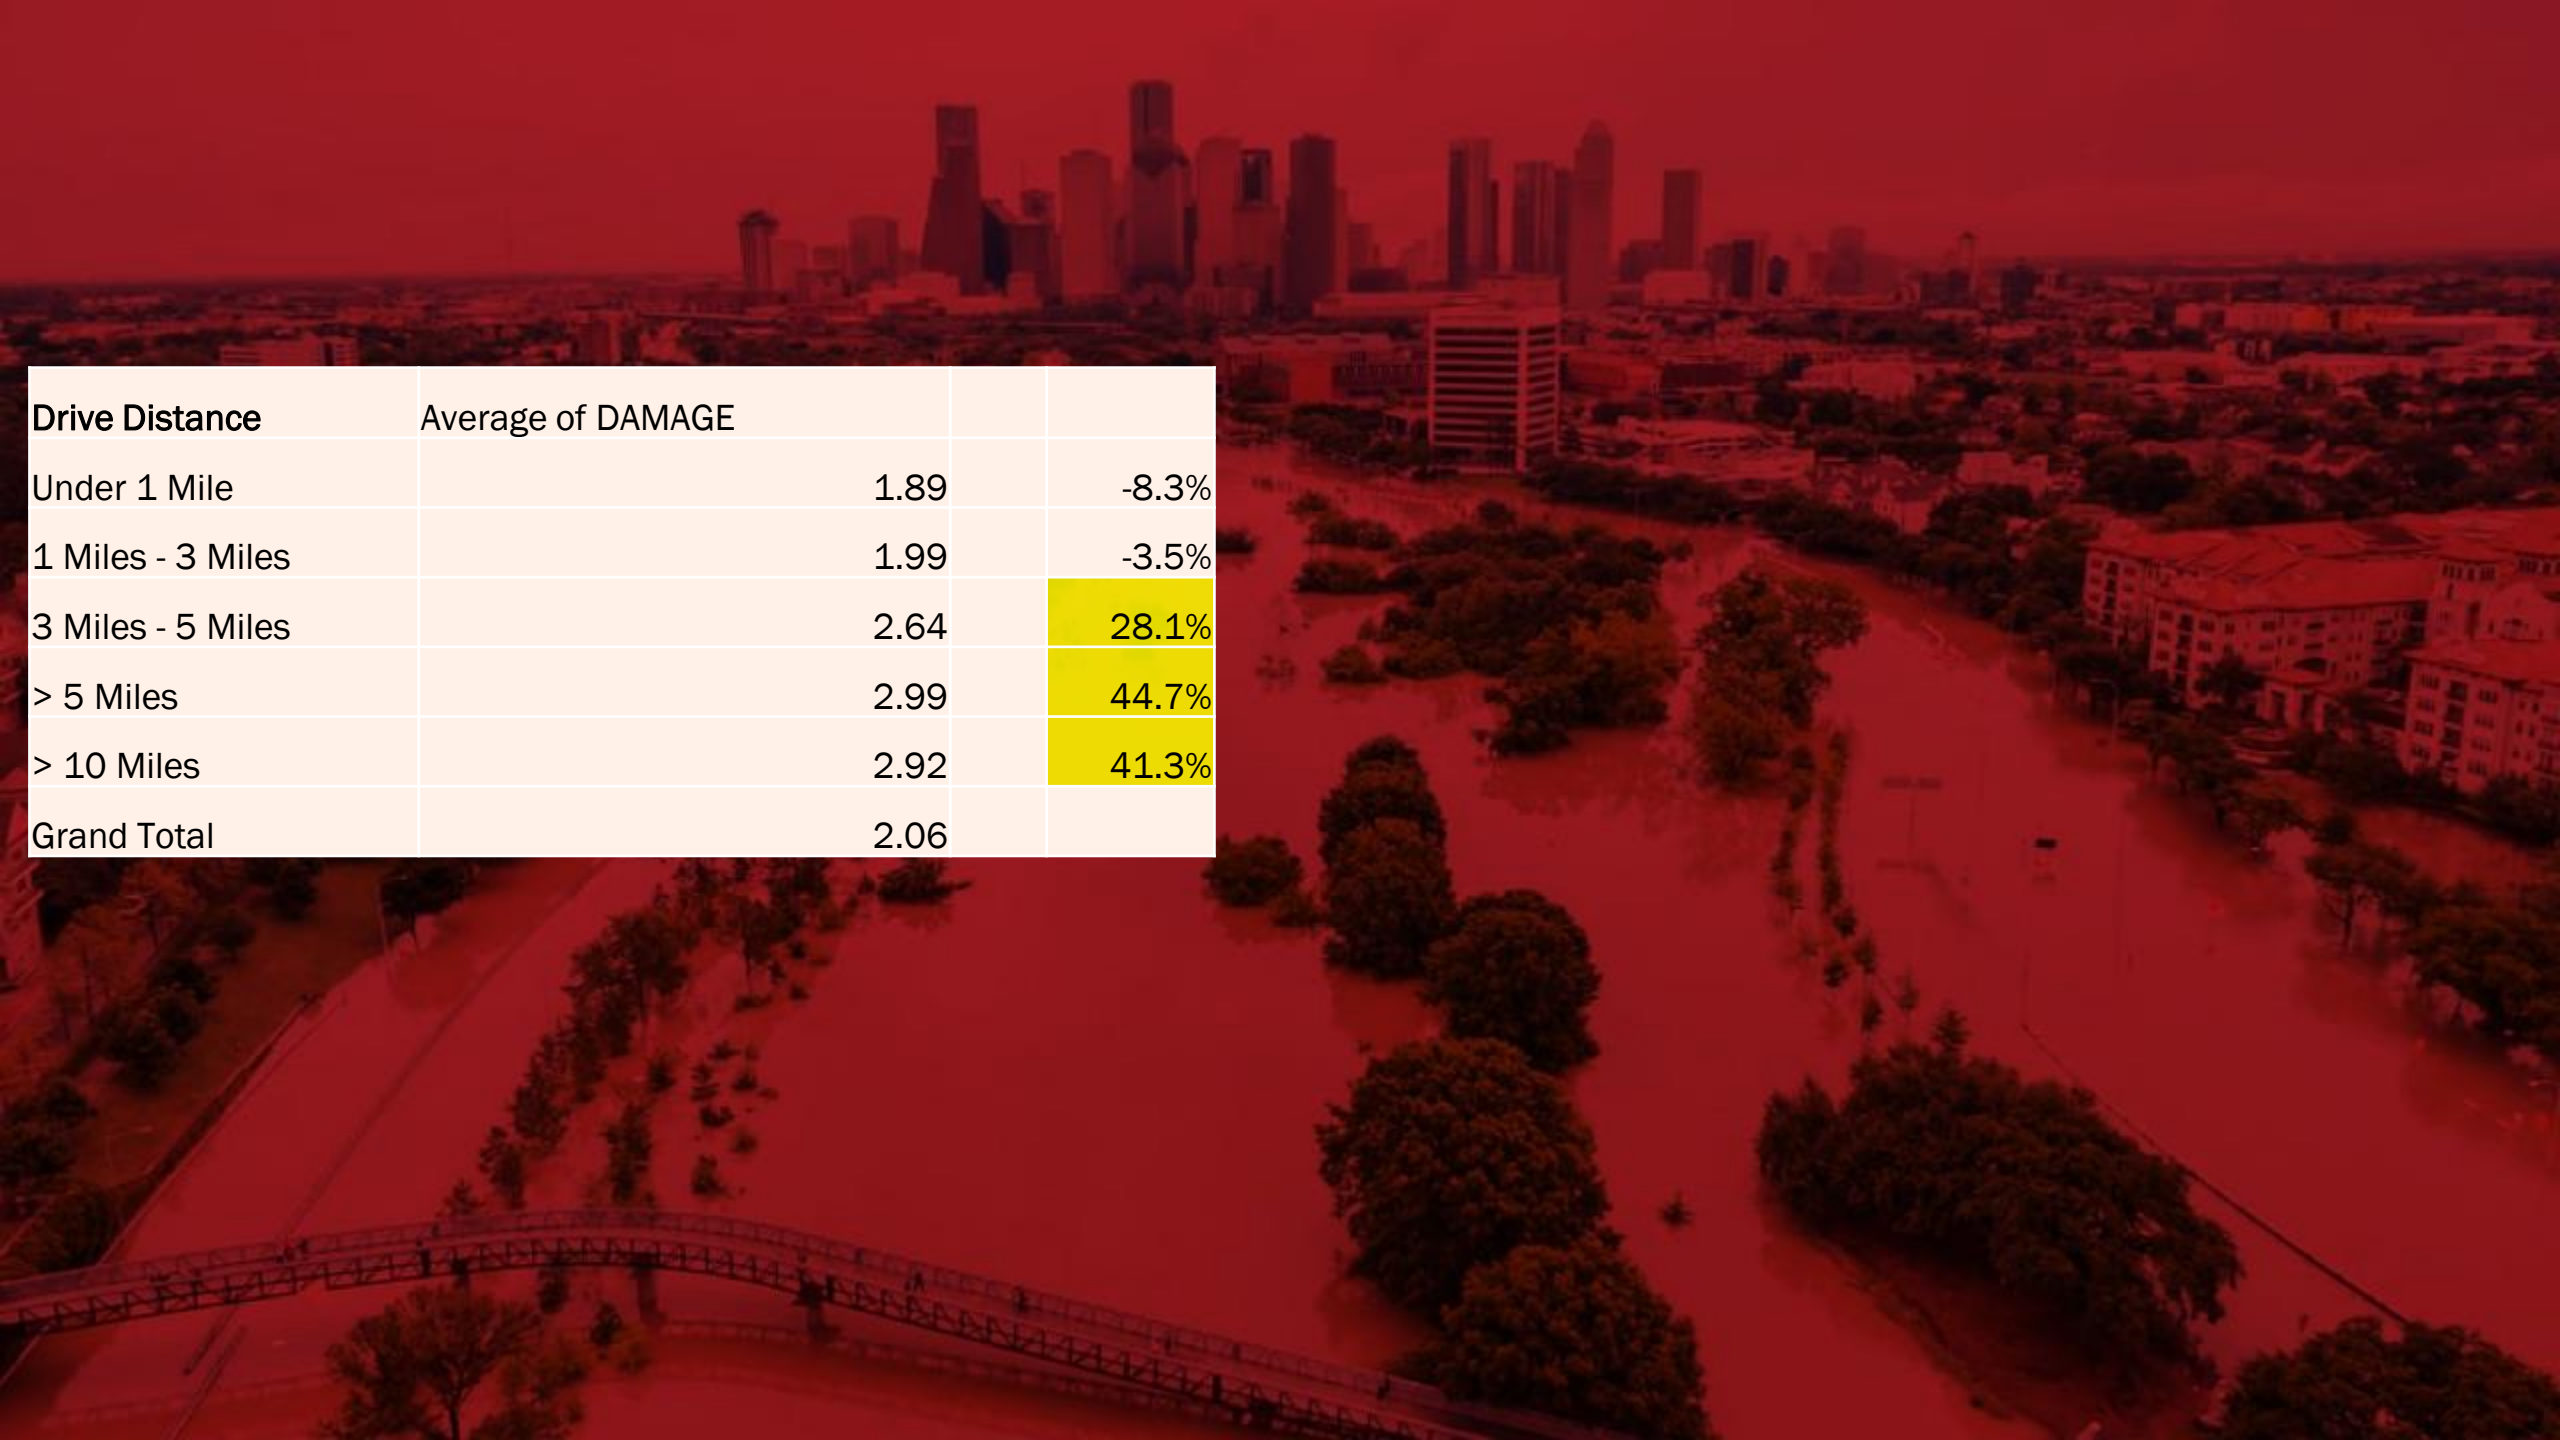 Drive Distance Average of DAMAGE
Under 1 Mile 1.89 -8.3%
1 Miles - 3 Miles 1.99 -3.5%
3 Miles - 5 Miles 2.64 28.1%
> 5 Miles 2.99 44.7%
> 10 Miles 2.92 41.3%
Grand Total 2.06